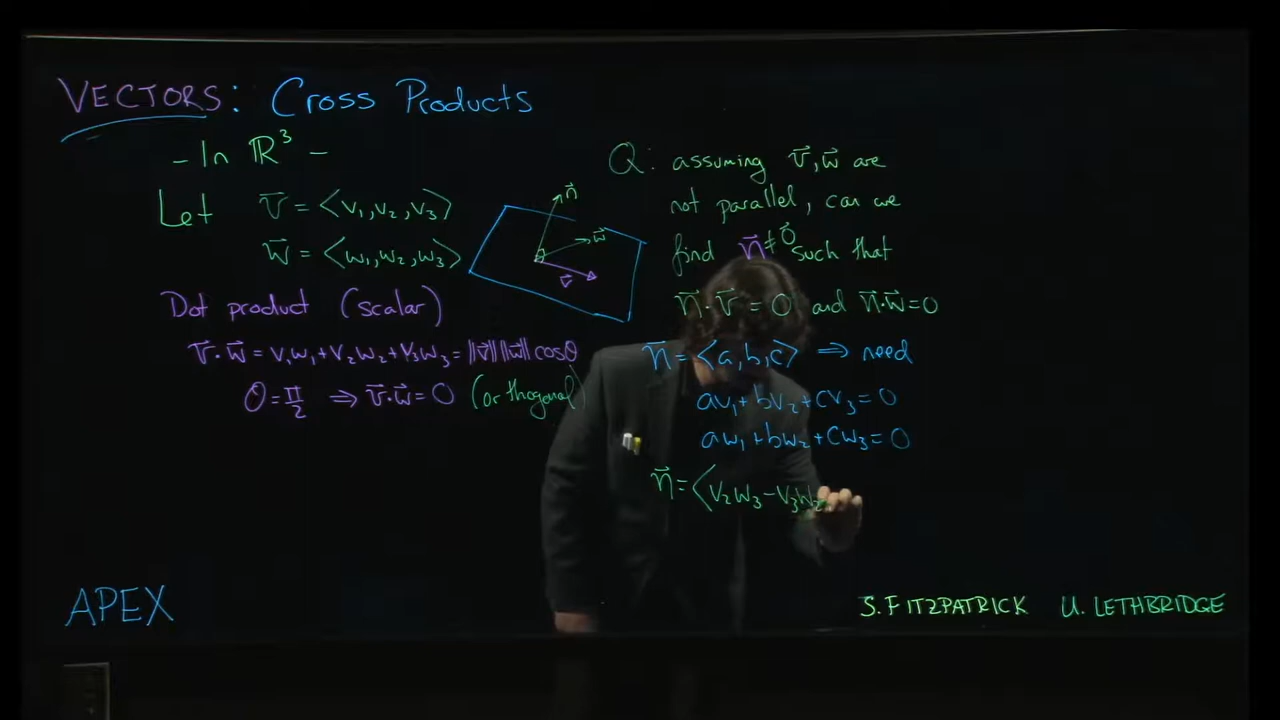 VECTORS: Cross Products
- In ℝ³ -
Let v⃗ = ⟨v₁, v₂, v₃⟩
w⃗ = ⟨w₁, w₂, w₃⟩
n⃗
w⃗
v⃗
Dot product (scalar)
v⃗·w⃗ = v₁w₁ + v₂w₂ + v₃w₃ = ‖v⃗‖ ‖w⃗‖ cosθ
θ = π/2 ⟹ v⃗·w⃗ = 0 (orthogonal)
Q: assuming v⃗, w⃗ are
not parallel, can we
find n⃗ ≠ 0⃗ such that
n⃗·v⃗ = 0 and n⃗·w⃗ = 0
n⃗ = ⟨a, b, c⟩ ⟹ need
av₁ + bv₂ + cv₃ = 0
aw₁ + bw₂ + cw₃ = 0
n⃗ = ⟨v₂w₃ - v₃w₂
APEX
S. FITZPATRICK U. LETHBRIDGE